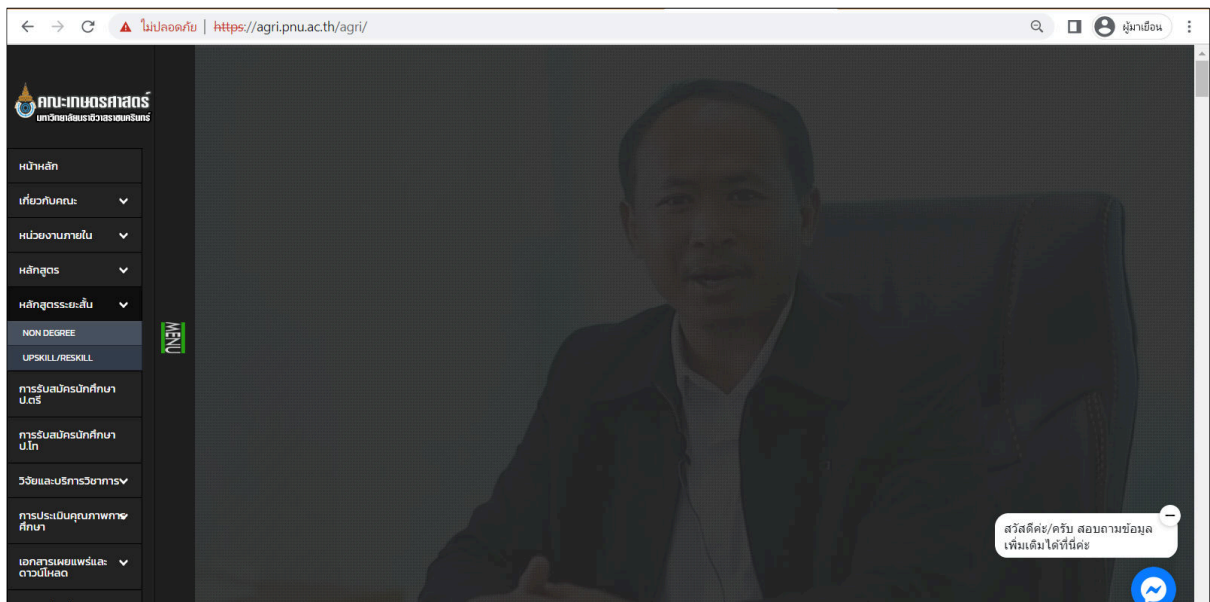 ไม่ปลอดภัย | https://agri.pnu.ac.th/agri/
ผู้มาเยือน
คณะเกษตรศาสตร์
มหาวิทยาลัยนราธิวาสราชนครินทร์
หน้าหลัก
เกี่ยวกับคณะ
หน่วยงานภายใน
หลักสูตร
หลักสูตรระยะสั้น
NON DEGREE
UPSKILL/RESKILL
การรับสมัครนักศึกษา
ป.ตรี
การรับสมัครนักศึกษา
ป.โท
วิจัยและบริการวิชาการ
การประเมินคุณภาพการ
ศึกษา
เอกสารเผยแพร่และ
ดาวน์โหลด
MENU
สวัสดีค่ะ/ครับ สอบถามข้อมูล
เพิ่มเติมได้ที่นี่ค่ะ